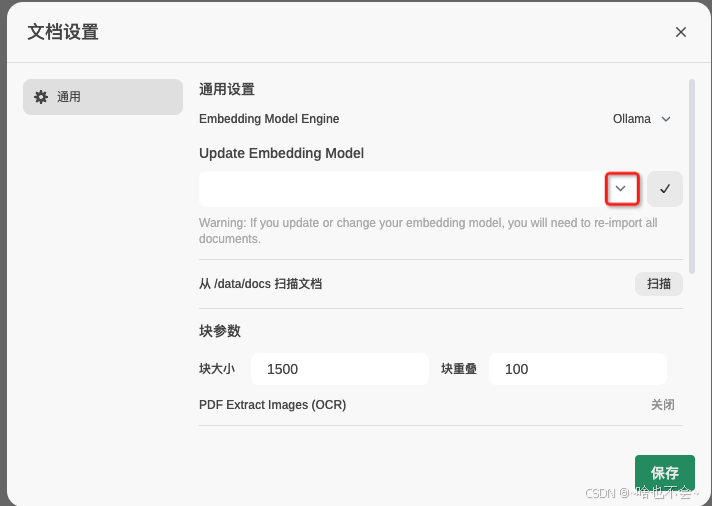 文档设置
通用
通用设置
Embedding Model Engine
Ollama
Update Embedding Model
Warning: If you update or change your embedding model, you will need to re-import all
documents.
从 /data/docs 扫描文档
扫描
块参数
块大小
1500
块重叠
100
PDF Extract Images (OCR)
关闭
保存
CSDN @~啥也不会~